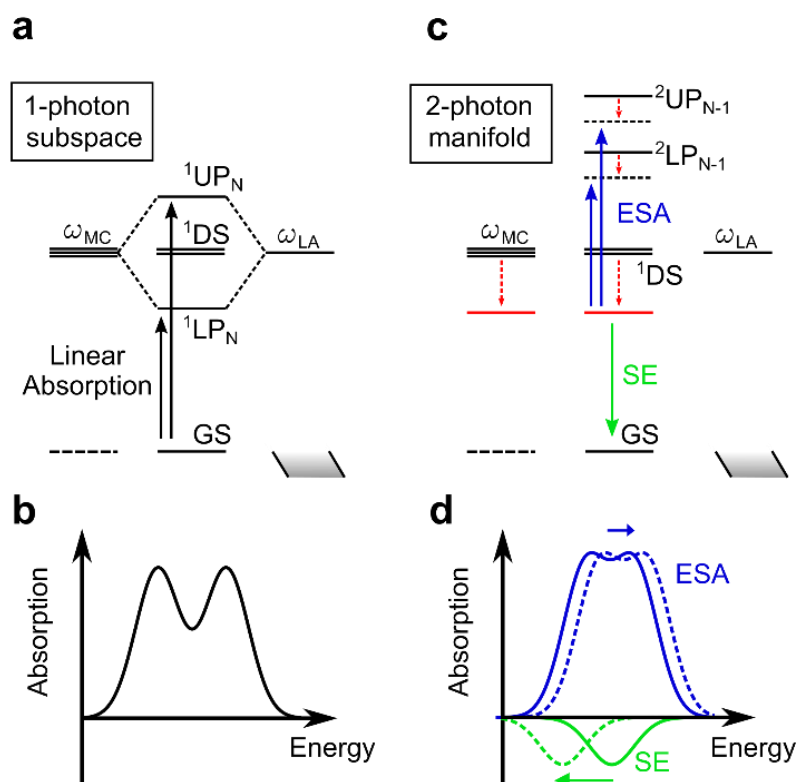 a
1-photon
subspace
¹UP_N
ω_MC
¹DS
ω_LA
¹LP_N
Linear
Absorption
GS
c
2-photon
manifold
²UP_N-1
²LP_N-1
ESA
ω_MC
ω_LA
¹DS
SE
GS
b
Absorption
Energy
d
Absorption
ESA
Energy
SE